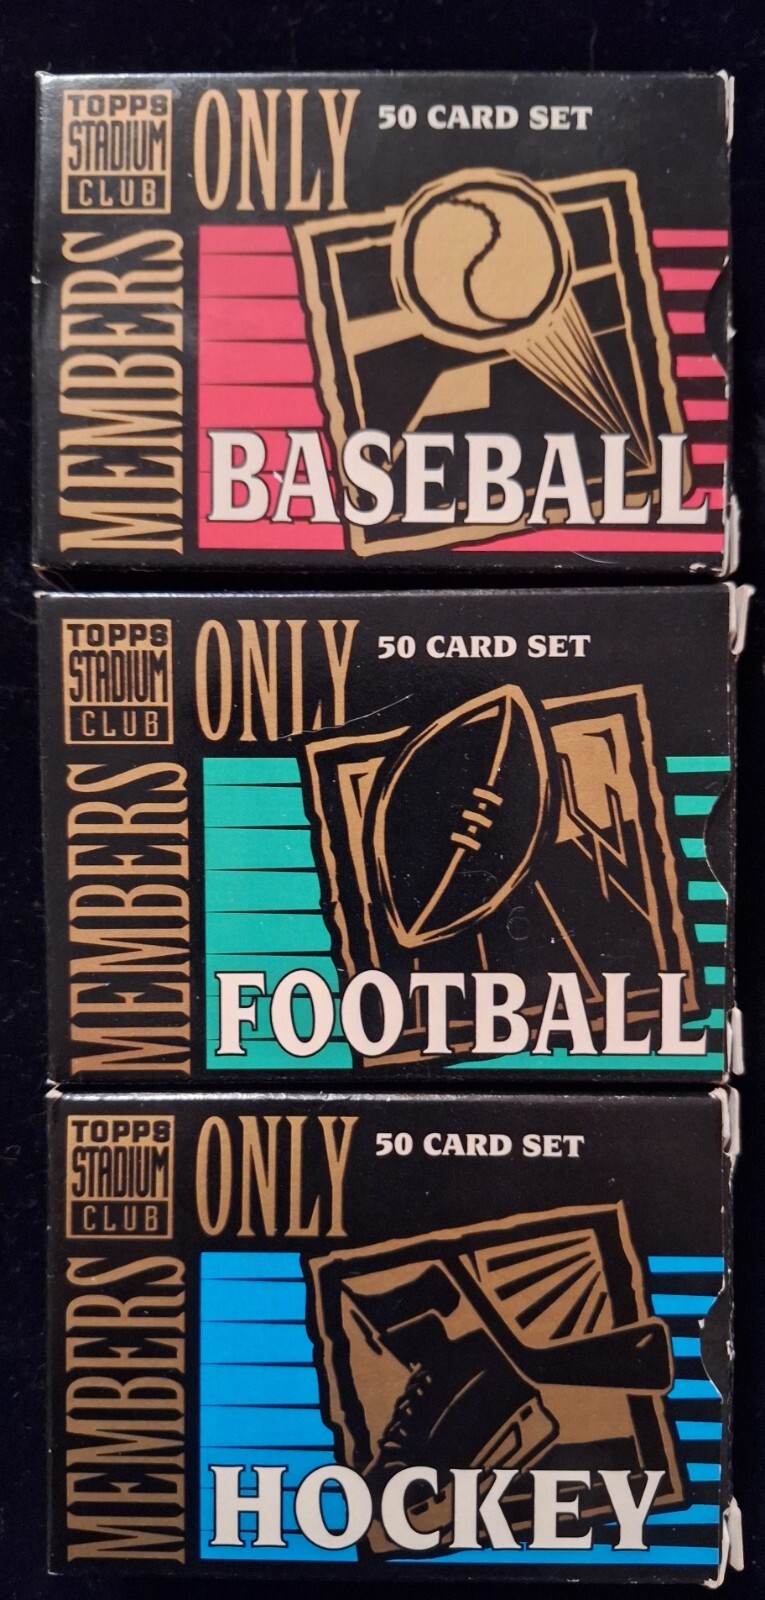 TOPPS
STADIUM
CLUB
MEMBERS
ONLY
50 CARD SET
BASEBALL
TOPPS
STADIUM
CLUB
MEMBERS
ONLY
50 CARD SET
FOOTBALL
TOPPS
STADIUM
CLUB
MEMBERS
ONLY
50 CARD SET
HOCKEY